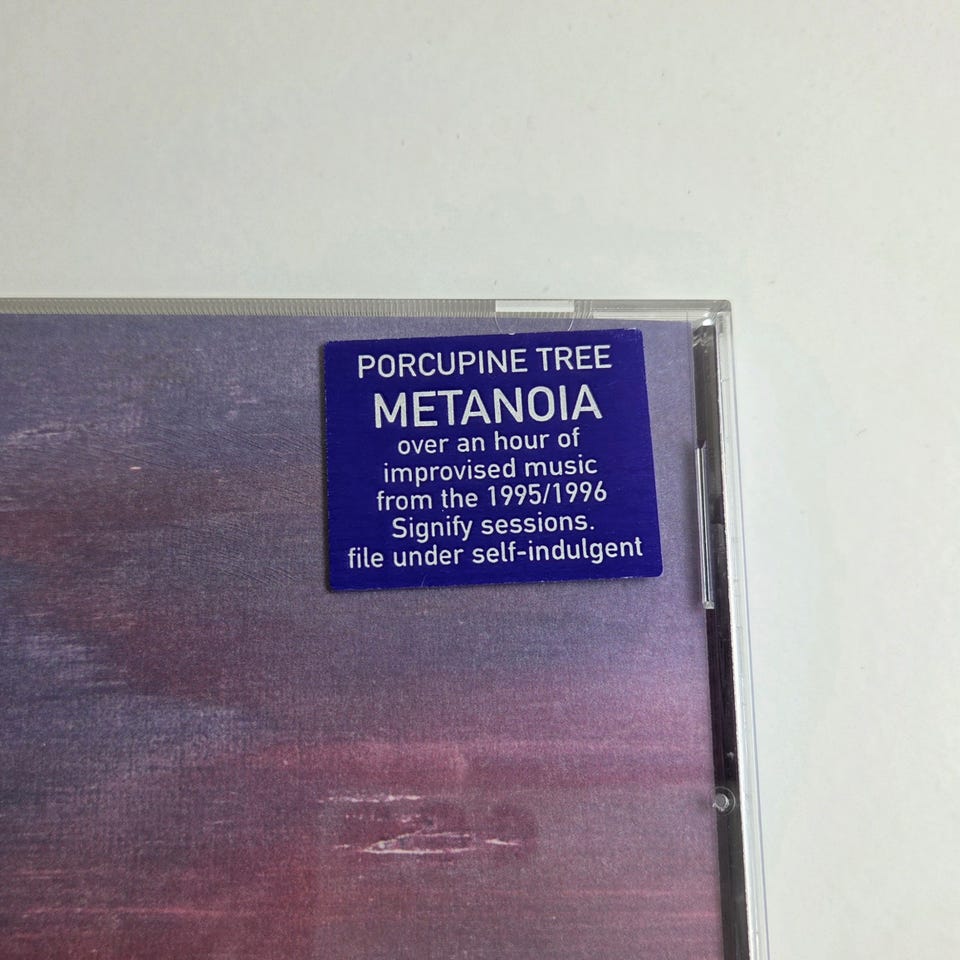 PORCUPINE TREE
METANOIA
over an hour of
improvised music
from the 1995/1996
Signify sessions.
file under self-indulgent